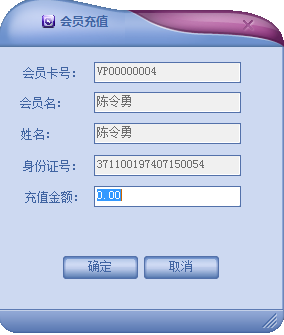 会员充值
会员卡号： VP00000004
会员名： 陈令勇
姓名： 陈令勇
身份证号： 371100197407150054
充值金额： 0.00
确定 取消